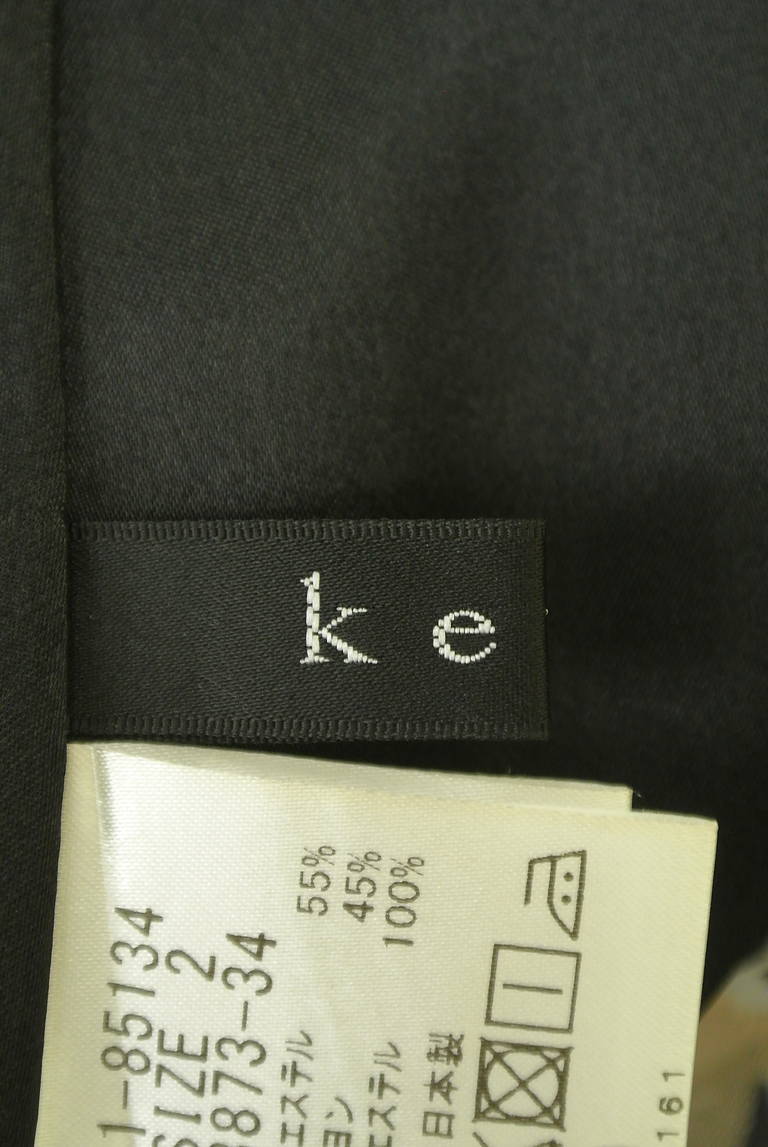 k e
1-85134
SIZE 2
873-34
エステル 55%
ヨン 45%
エステル 100%
日本製
161